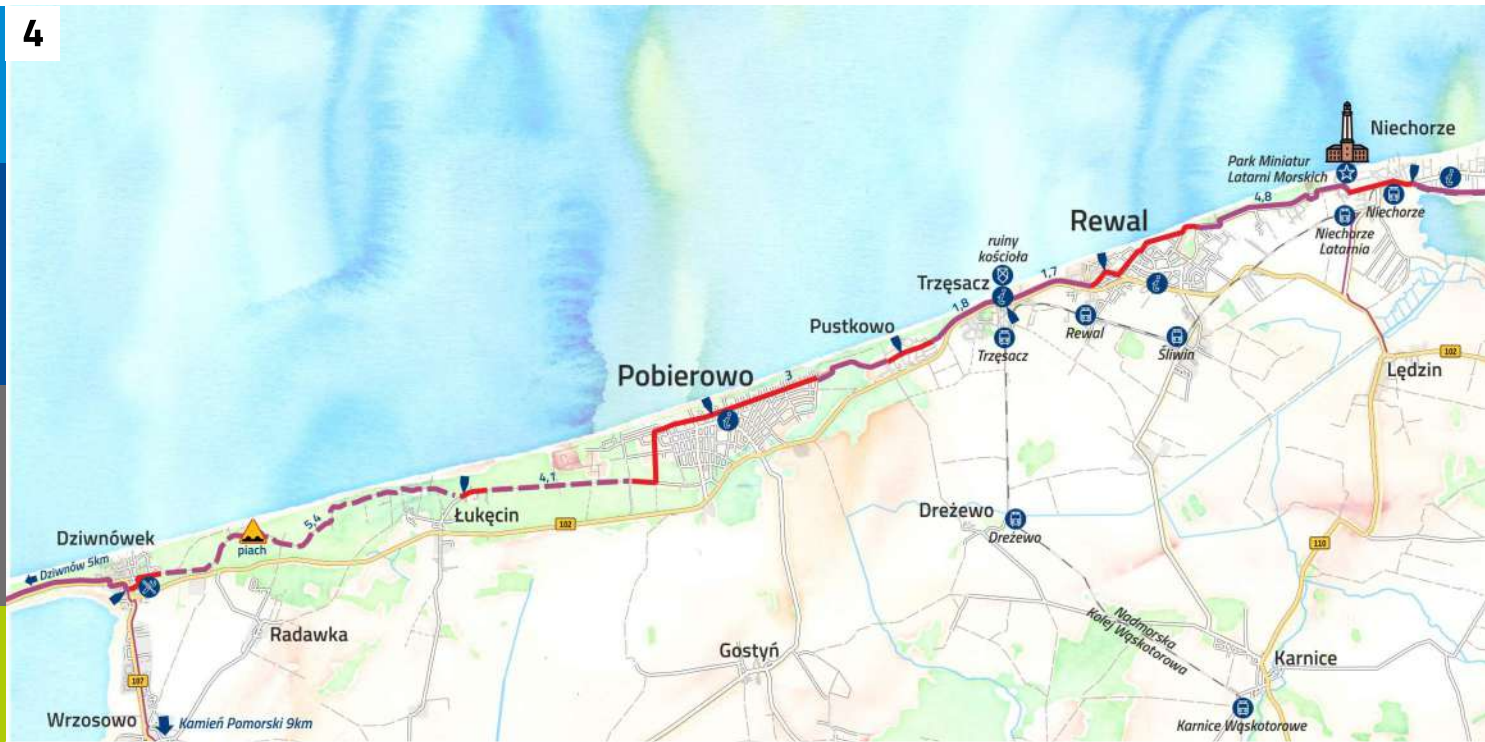 4
Niechorze
Park Miniatur
Latarni Morskich
4,8
Niechorze
Rewal
Niechorze
Latarnia
ruiny
kościoła
Trzęsacz
1,7
1,8
Rewal
Pustkowo
Trzęsacz
Śliwin
102
Lędzin
Pobierowo
3
4,1
Łukęcin
102
5,4
piach
Dziwnówek
Dziwnów 5km
Dreżewo
Dreżewo
110
Radawka
Nadmorska
Kolej Wąskotorowa
Gostyń
Karnice
107
Wrzosowo
Kamień Pomorski 9km
Karnice Wąskotorowe